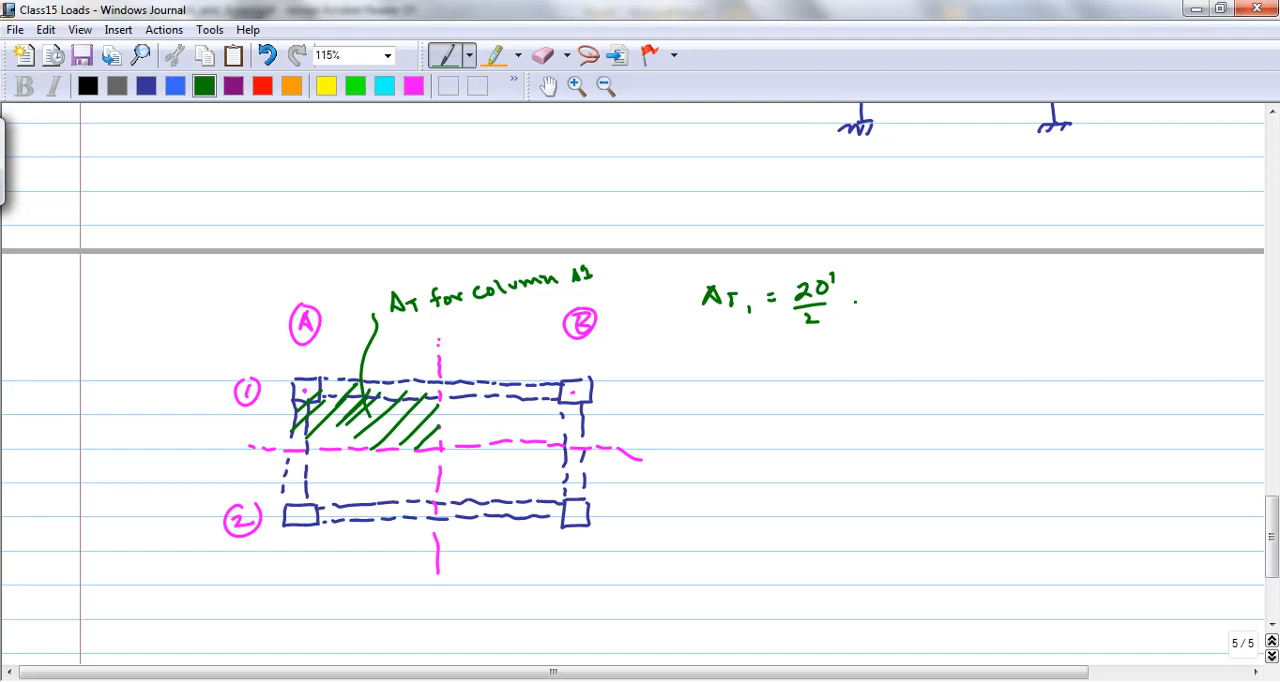 Class15 Loads - Windows Journal
File Edit View Insert Actions Tools Help
115%
B I
AT for column A1
AT1 = 20'/2 .
A B
1
2
5 / 5